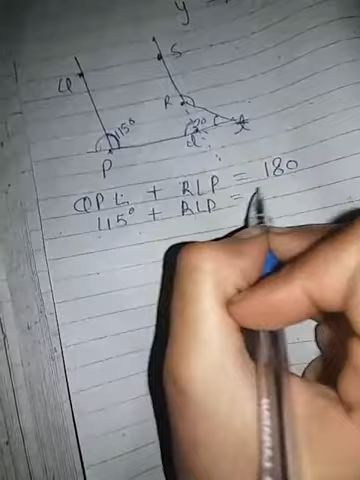 y =
S
Q
R
115°
P
QPL + RLP = 180
115° + RLP =